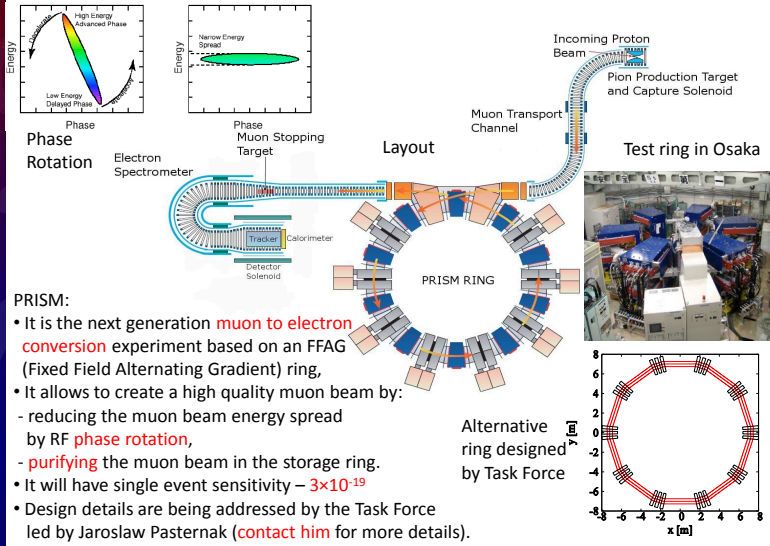 High Energy
Advanced Phase
Decelerate
Accelerate
Low Energy
Delayed Phase
Energy
Phase
Narrow Energy
Spread
Energy
Phase
Phase
Rotation
Incoming Proton
Beam
Pion Production Target
and Capture Solenoid
Muon Transport
Channel
Muon Stopping
Target
Layout
Test ring in Osaka
Electron
Spectrometer
Tracker
Calorimeter
Detector
Solenoid
PRISM RING
PRISM:
• It is the next generation muon to electron
conversion experiment based on an FFAG
(Fixed Field Alternating Gradient) ring,
• It allows to create a high quality muon beam by:
- reducing the muon beam energy spread
by RF phase rotation,
- purifying the muon beam in the storage ring.
• It will have single event sensitivity – 3×10⁻¹⁹
• Design details are being addressed by the Task Force
led by Jaroslaw Pasternak (contact him for more details).
Alternative
ring designed
by Task Force
y [m]
8
6
4
2
0
-2
-4
-6
-8
-8 -6 -4 -2 0 2 4 6 8
x [m]